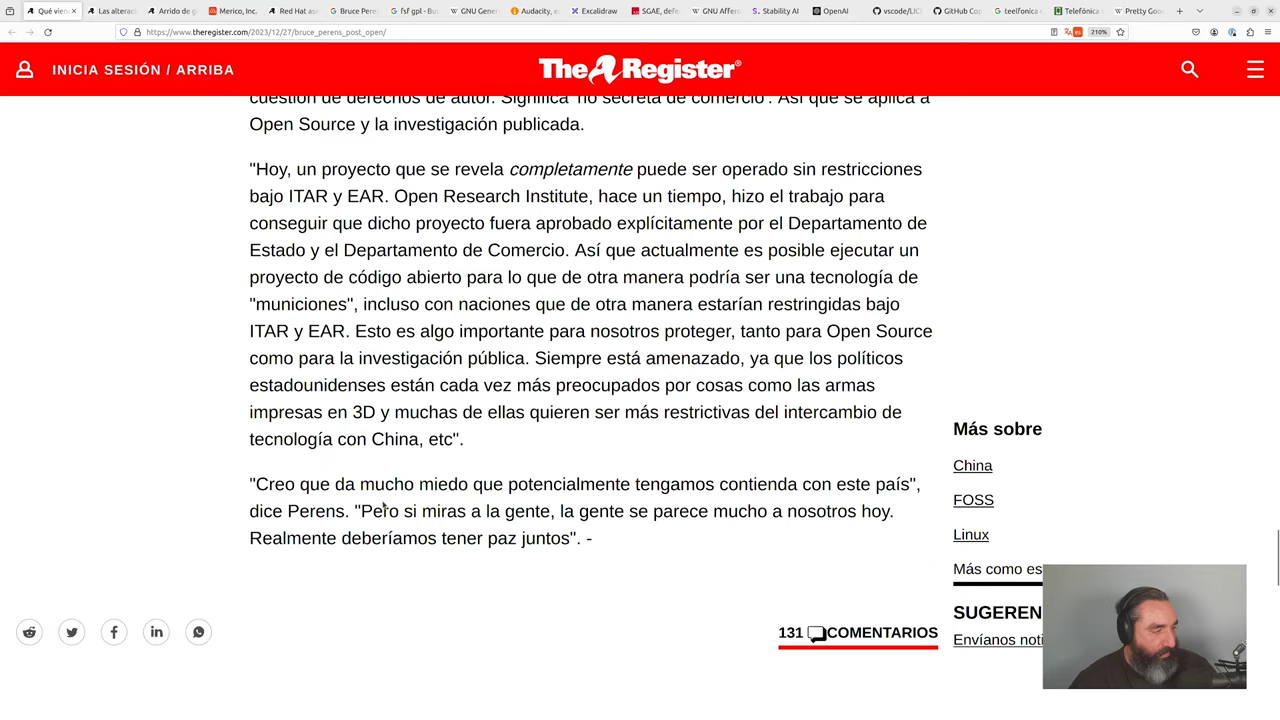 Qué vien
Las alterac
Arrido de
Merico, Inc.
Red Hat as
Bruce Pere
fsf gpl - Bu
GNU Gener
Audacity, e
Excalidraw
SGAE, defe
GNU Affer
Stability AI
OpenAI
vscode/LIC
GitHub Cop
teelfonica
Telefónica
Pretty Goo
https://www.theregister.com/2023/12/27/bruce_perens_post_open/
210%
INICIA SESIÓN / ARRIBA
The Register®
cuestión de derechos de autor. Significa 'no secreta de comercio'. Así que se aplica a
Open Source y la investigación publicada.
"Hoy, un proyecto que se revela completamente puede ser operado sin restricciones
bajo ITAR y EAR. Open Research Institute, hace un tiempo, hizo el trabajo para
conseguir que dicho proyecto fuera aprobado explícitamente por el Departamento de
Estado y el Departamento de Comercio. Así que actualmente es posible ejecutar un
proyecto de código abierto para lo que de otra manera podría ser una tecnología de
"municiones", incluso con naciones que de otra manera estarían restringidas bajo
ITAR y EAR. Esto es algo importante para nosotros proteger, tanto para Open Source
como para la investigación pública. Siempre está amenazado, ya que los políticos
estadounidenses están cada vez más preocupados por cosas como las armas
impresas en 3D y muchas de ellas quieren ser más restrictivas del intercambio de
tecnología con China, etc".
"Creo que da mucho miedo que potencialmente tengamos contienda con este país",
dice Perens. "Pero si miras a la gente, la gente se parece mucho a nosotros hoy.
Realmente deberíamos tener paz juntos". -
Más sobre
China
FOSS
Linux
Más como es
SUGEREN
Envíanos noti
131 COMENTARIOS